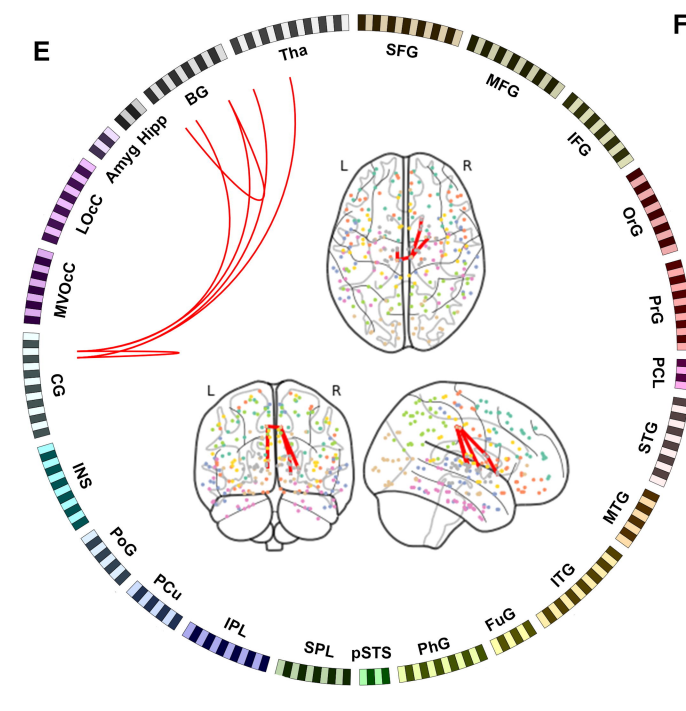 E
F
Tha
SFG
MFG
IFG
OrG
PrG
PCL
STG
MTG
ITG
FuG
PhG
pSTS
SPL
IPL
PCu
PoG
INS
CG
MVOcC
LOcC
Amyg
Hipp
BG
L
R
L
R